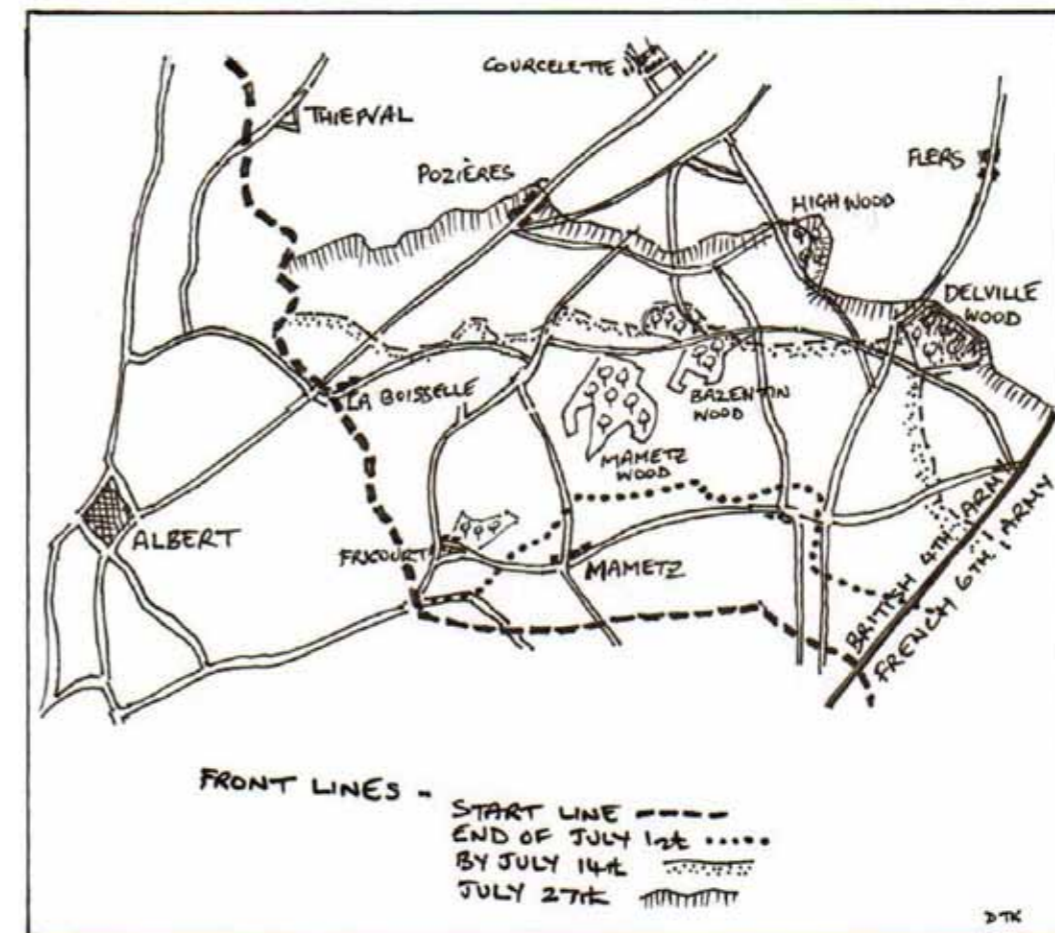 COURCELETTE
THIEPVAL
POZIÈRES
FLERS
HIGH WOOD
DELVILLE
WOOD
LA BOISSELLE
BAZENTIN
WOOD
MAMETZ
WOOD
ALBERT
FRICOURT
MAMETZ
BRITISH 4TH ARMY
FRENCH 6TH ARMY
FRONT LINES -
START LINE
END OF JULY 1st
BY JULY 14th
JULY 27th
DTK